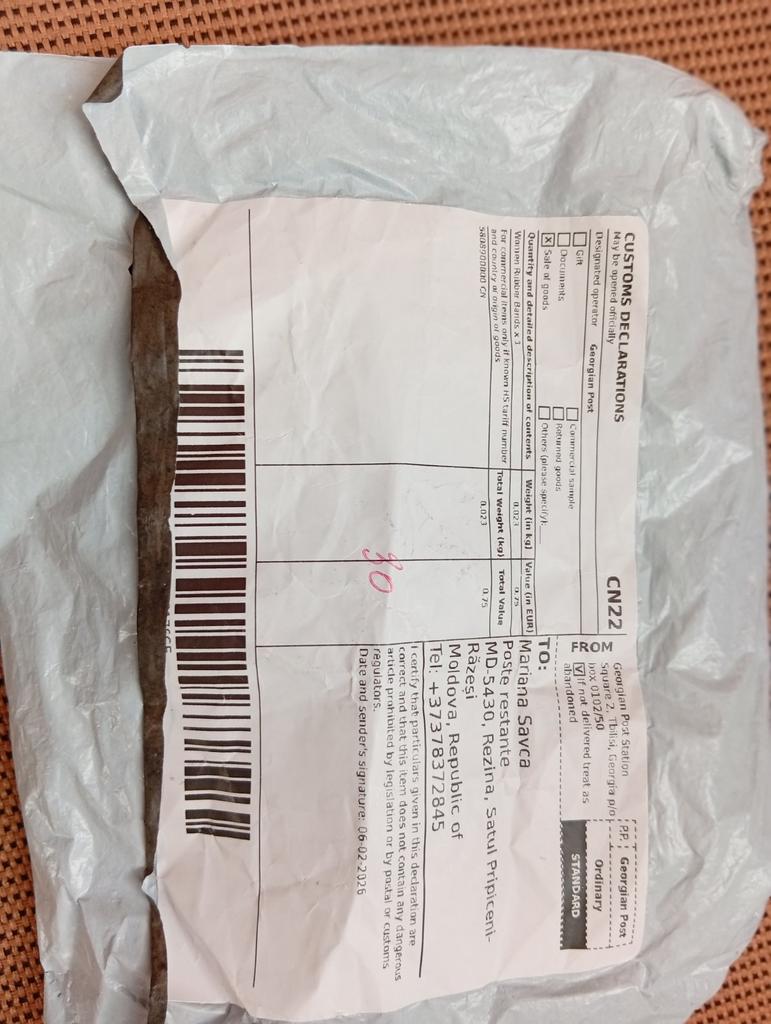 CUSTOMS DECLARATIONS CN22
May be opened officially
Designated operator Georgian Post
Gift
Commercial sample
Documents
Returned goods
X Sale of goods
Others (please specify):
Quantity and detailed description of contents Weight (in kg) Value (in EUR)
Women Rubber Bands x 1 0.023 0.75
For commercial items only if known HS tariff number and country of origin of goods Total Weight (kg) Total Value
5808900000 CN 0.023 0.75
30
FROM
Georgian Post Station
Square 2, Tbilisi, Georgia p/o
box 0102/50
V If not delivered treat as
abandoned
P.P. Georgian Post
Ordinary
STANDARD
TO:
Mariana Savca
Poste restante
MD-5430, Rezina, Satul Pripiceni-
Răzeși
Moldova, Republic of
Tel: +37378372845
I certify that particulars given in this declaration are
correct and that this item does not contain any dangerous
article prohibited by legislation or by postal or customs
regulators.
Date and sender's signature: 06-02-2026